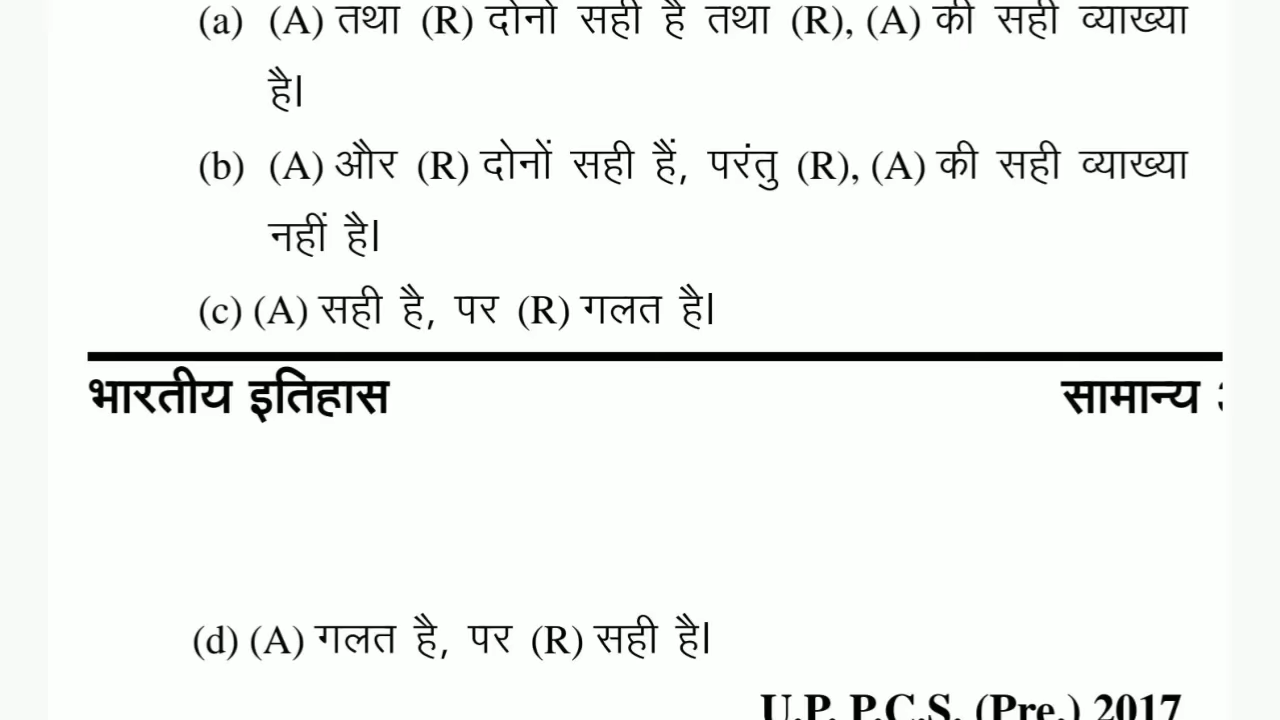 (a) (A) तथा (R) दोनों सही हैं तथा (R), (A) की सही व्याख्या
है।
(b) (A) और (R) दोनों सही हैं, परंतु (R), (A) की सही व्याख्या
नहीं है।
(c) (A) सही है, पर (R) गलत है।
भारतीय इतिहास सामान्य
(d) (A) गलत है, पर (R) सही है।
U.P. P.C.S. (Pre.) 2017